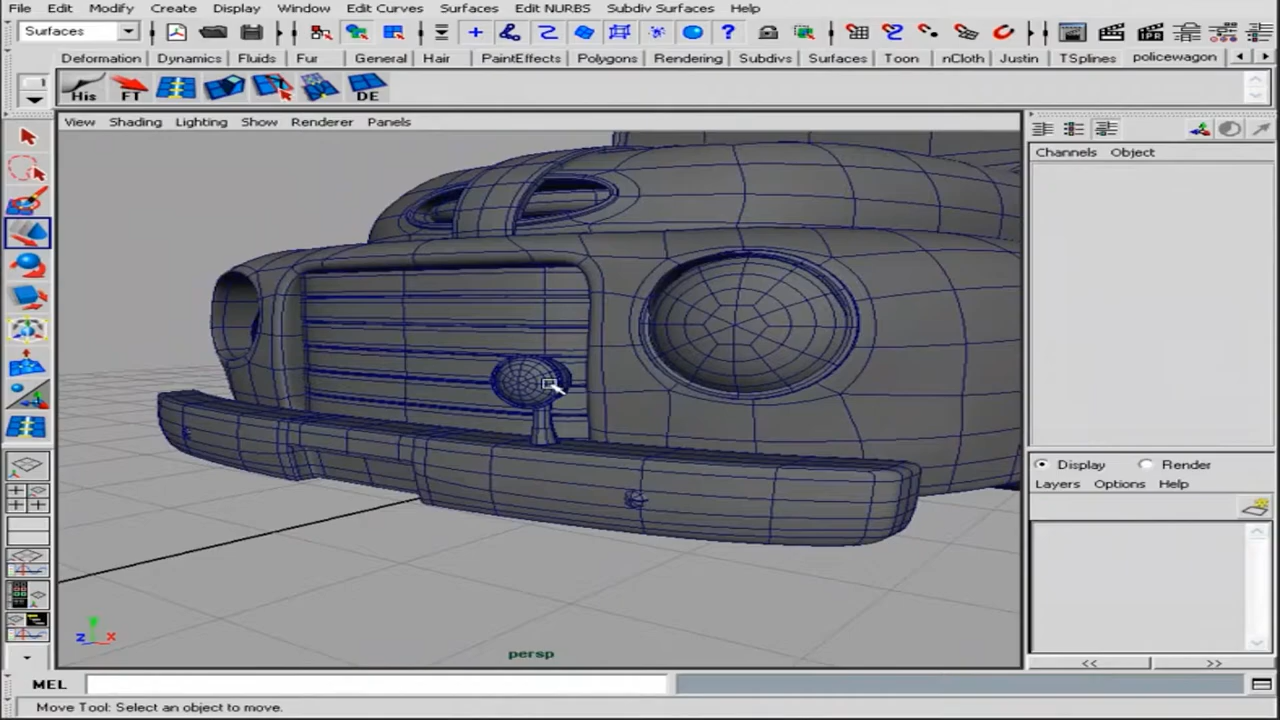 File Edit Modify Create Display Window Edit Curves Surfaces Edit NURBS Subdiv Surfaces Help
Surfaces
Deformation Dynamics Fluids Fur General Hair PaintEffects Polygons Rendering Subdivs Surfaces Toon nCloth Justin TSplines policewagon
His FT DE
View Shading Lighting Show Renderer Panels
Channels Object
Display Render
Layers Options Help
z x
persp
<< >>
MEL
Move Tool: Select an object to move.